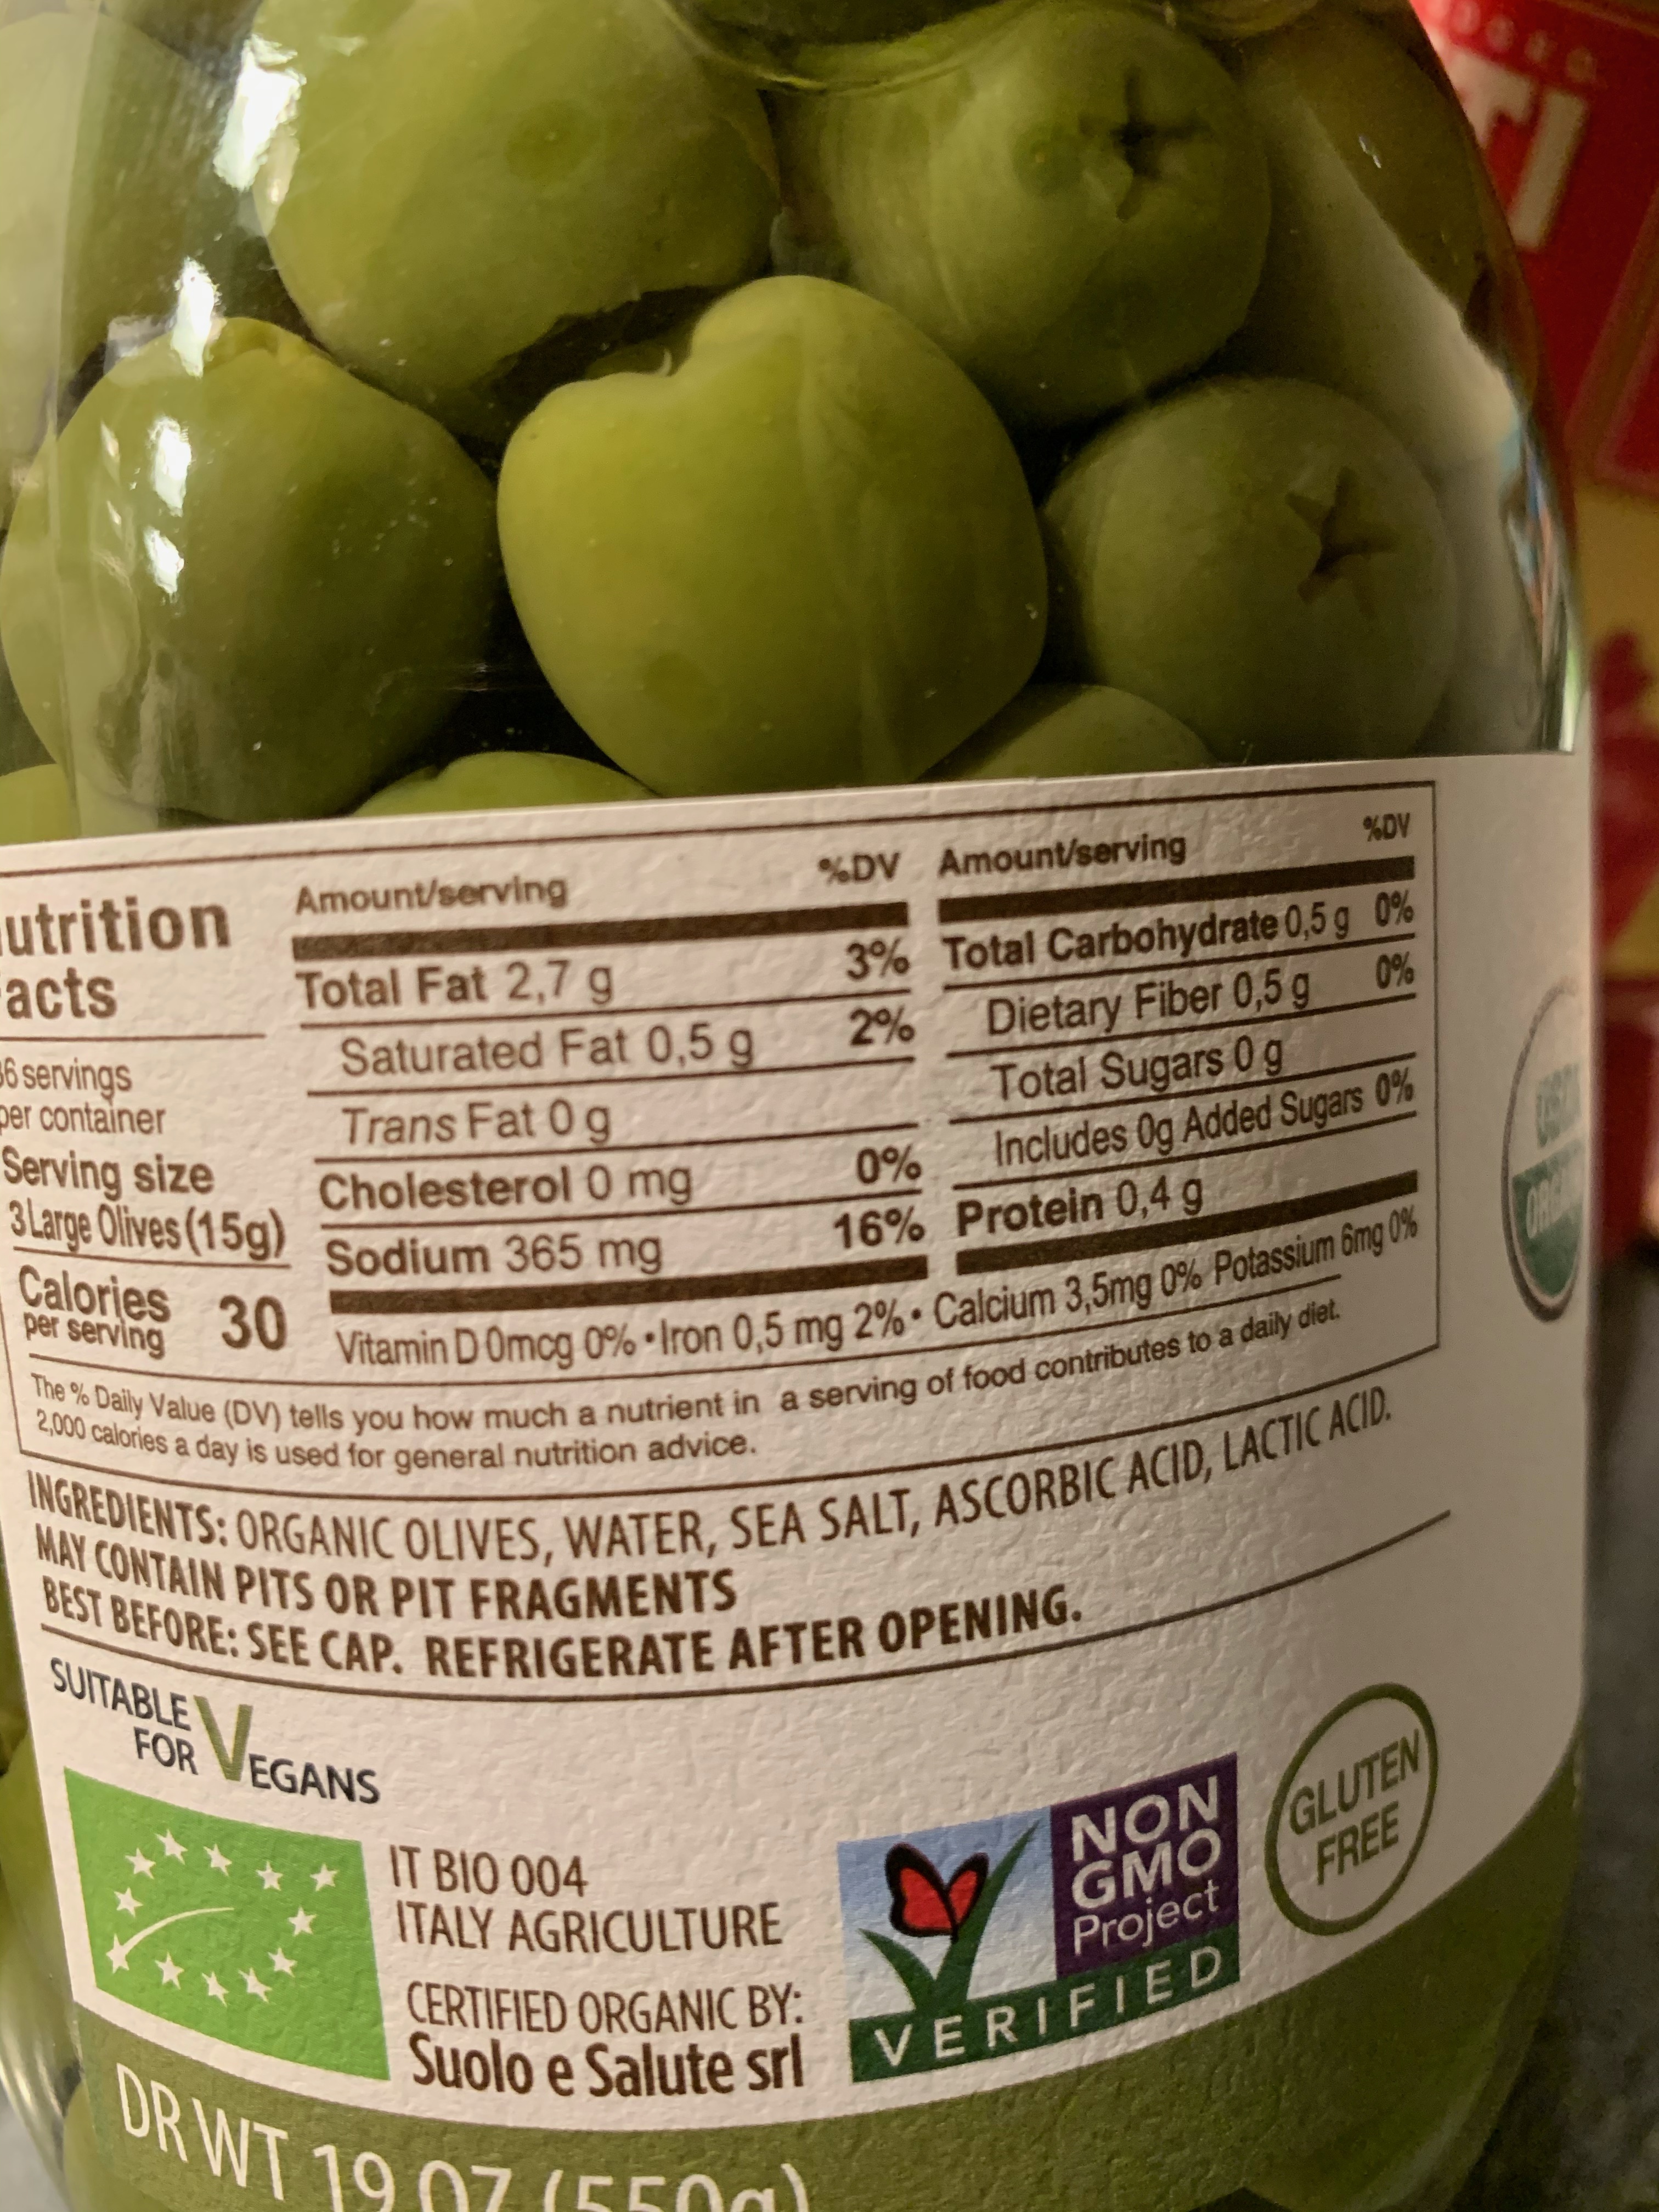 utrition
acts
36 servings
per container
Serving size
3 Large Olives (15g)
Calories
per serving 30
Amount/serving %DV
Total Fat 2,7 g 3%
Saturated Fat 0,5 g 2%
Trans Fat 0 g
Cholesterol 0 mg 0%
Sodium 365 mg 16%
Amount/serving %DV
Total Carbohydrate 0,5 g 0%
Dietary Fiber 0,5 g 0%
Total Sugars 0 g
Includes 0g Added Sugars 0%
Protein 0,4 g
Vitamin D 0mcg 0% • Iron 0,5 mg 2% • Calcium 3,5mg 0% Potassium 6mg 0%
The % Daily Value (DV) tells you how much a nutrient in a serving of food contributes to a daily diet.
2,000 calories a day is used for general nutrition advice.
INGREDIENTS: ORGANIC OLIVES, WATER, SEA SALT, ASCORBIC ACID, LACTIC ACID.
MAY CONTAIN PITS OR PIT FRAGMENTS
BEST BEFORE: SEE CAP. REFRIGERATE AFTER OPENING.
SUITABLE
FOR VEGANS
IT BIO 004
ITALY AGRICULTURE
CERTIFIED ORGANIC BY:
Suolo e Salute srl
NON
GMO
Project
VERIFIED
GLUTEN
FREE
DR WT 19 OZ (550g)
TI